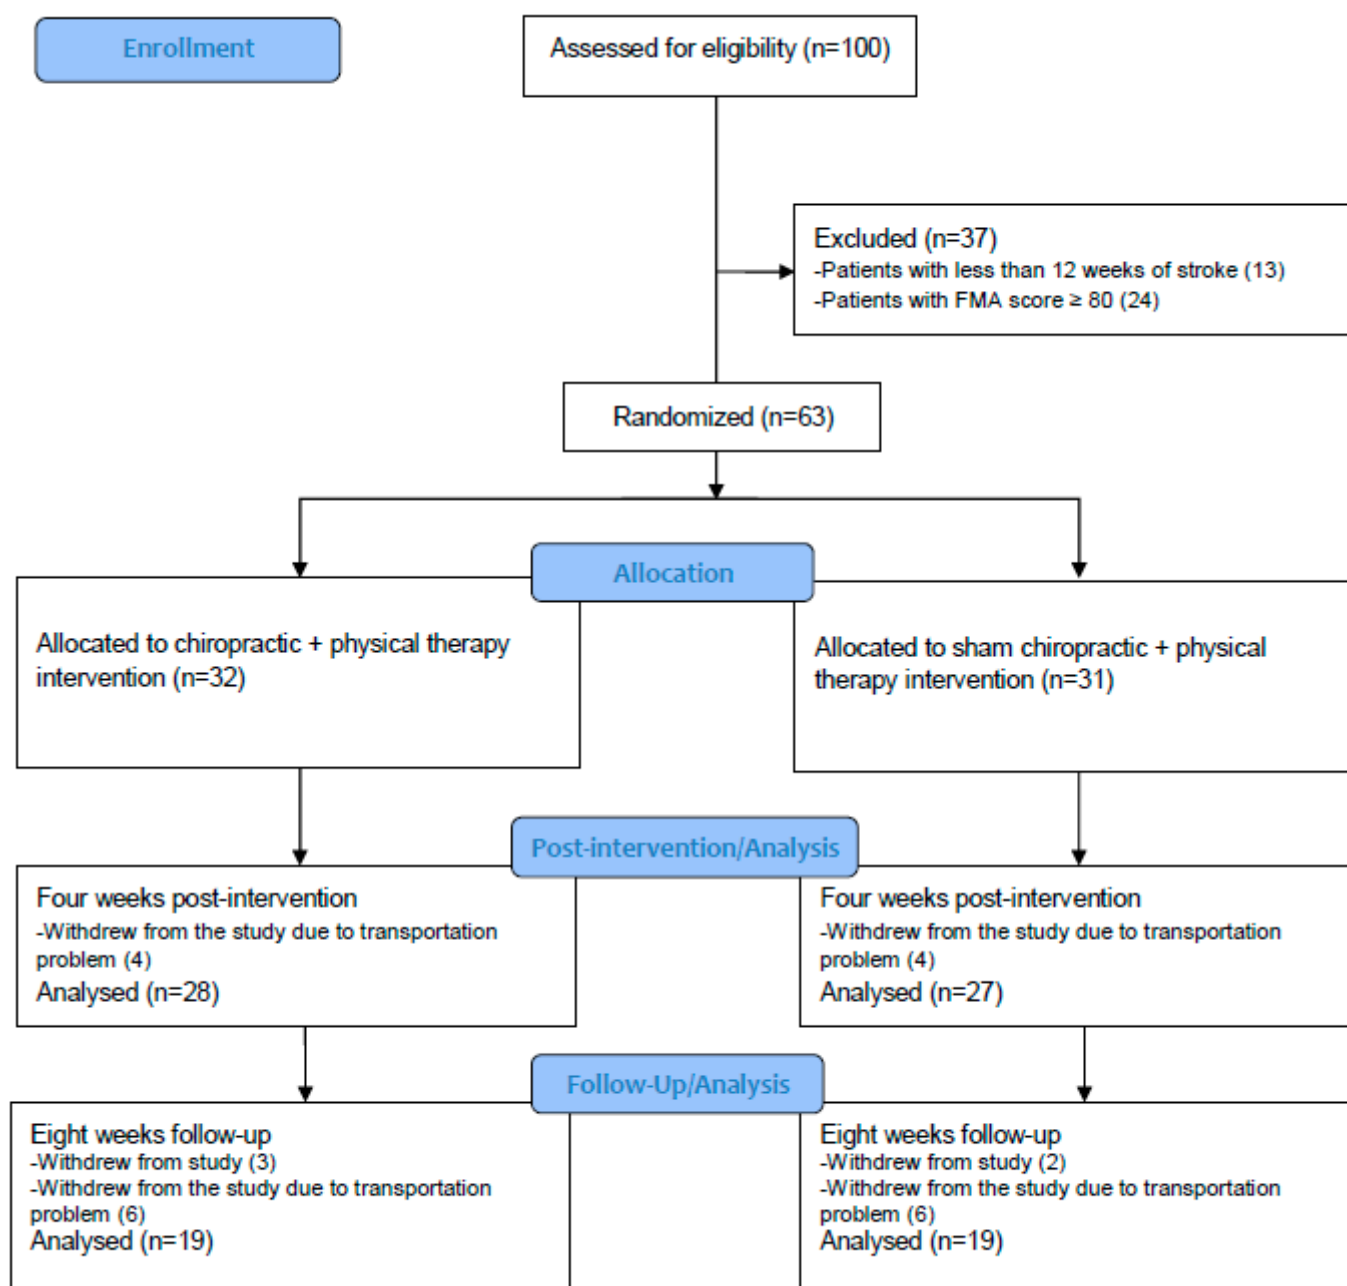 Enrollment
Assessed for eligibility (n=100)
Excluded (n=37)
-Patients with less than 12 weeks of stroke (13)
-Patients with FMA score ≥ 80 (24)
Randomized (n=63)
Allocation
Allocated to chiropractic + physical therapy
intervention (n=32)
Allocated to sham chiropractic + physical
therapy intervention (n=31)
Post-intervention/Analysis
Four weeks post-intervention
-Withdrew from the study due to transportation
problem (4)
Analysed (n=28)
Four weeks post-intervention
-Withdrew from the study due to transportation
problem (4)
Analysed (n=27)
Follow-Up/Analysis
Eight weeks follow-up
-Withdrew from study (3)
-Withdrew from the study due to transportation
problem (6)
Analysed (n=19)
Eight weeks follow-up
-Withdrew from study (2)
-Withdrew from the study due to transportation
problem (6)
Analysed (n=19)